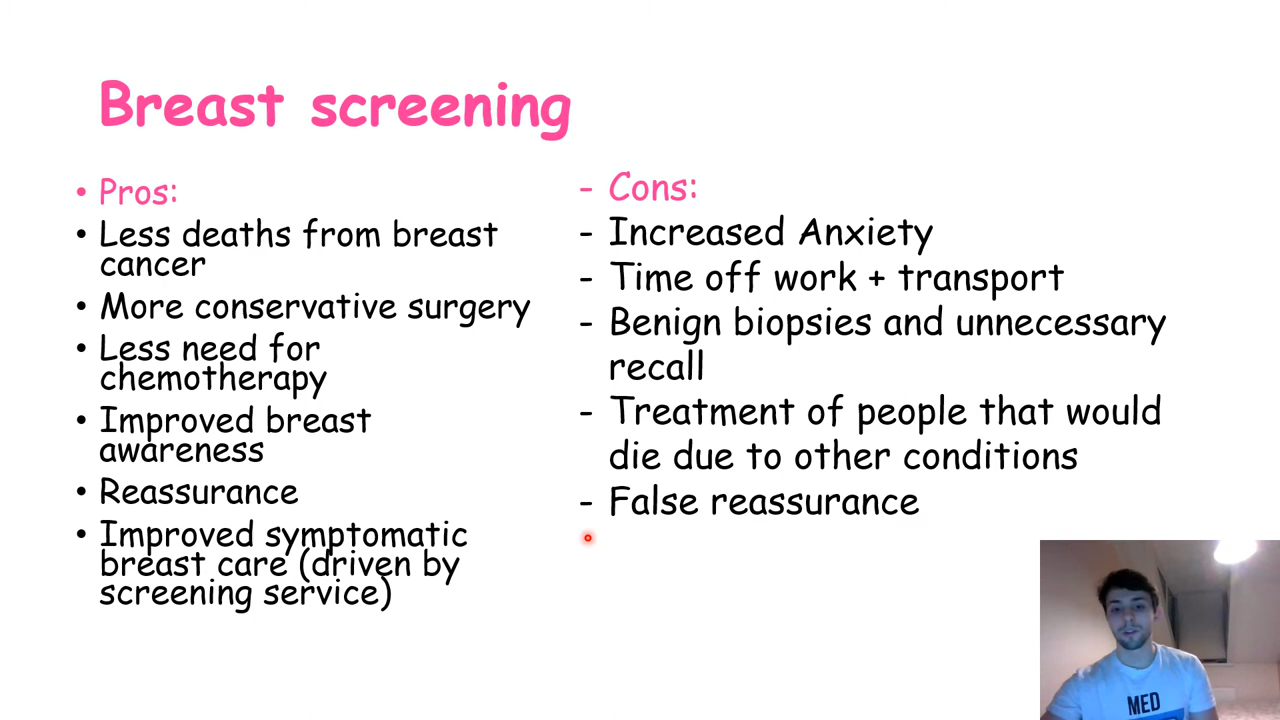 Breast screening
• Pros:
• Less deaths from breast
cancer
• More conservative surgery
• Less need for
chemotherapy
• Improved breast
awareness
• Reassurance
• Improved symptomatic
breast care (driven by
screening service)
- Cons:
- Increased Anxiety
- Time off work + transport
- Benign biopsies and unnecessary
recall
- Treatment of people that would
die due to other conditions
- False reassurance
MED